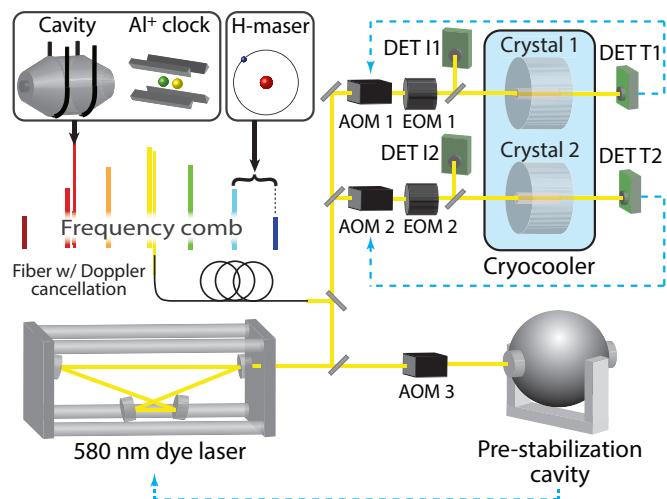 Cavity
Al⁺ clock
H-maser
DET I1
Crystal 1
DET T1
AOM 1
EOM 1
DET I2
Crystal 2
DET T2
AOM 2
EOM 2
Cryocooler
Frequency comb
Fiber w/ Doppler
cancellation
AOM 3
580 nm dye laser
Pre-stabilization
cavity